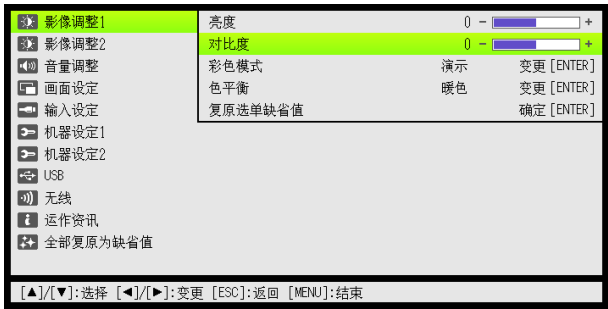 影像调整1
影像调整2
音量调整
画面设定
输入设定
机器设定1
机器设定2
USB
无线
运作资讯
全部复原为缺省值
亮度 0 - +
对比度 0 - +
彩色模式 演示 变更 [ENTER]
色平衡 暖色 变更 [ENTER]
复原选单缺省值 确定 [ENTER]
[▲]/[▼]:选择 [◄]/[►]:变更 [ESC]:返回 [MENU]:结束